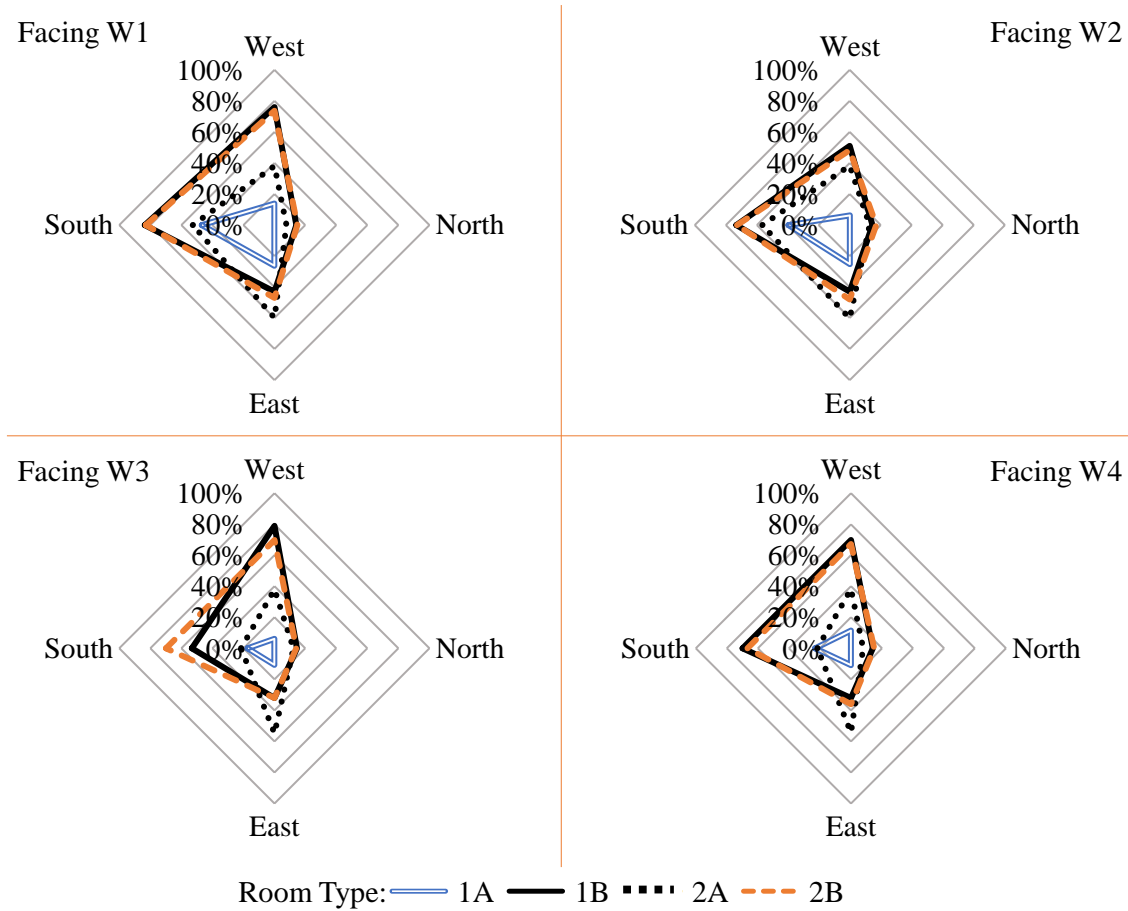 Facing W1
West
100%
80%
60%
40%
20%
0%
South
North
East
Facing W2
West
100%
80%
60%
40%
20%
0%
South
North
East
Facing W3
West
100%
80%
60%
40%
20%
0%
South
North
East
Facing W4
West
100%
80%
60%
40%
20%
0%
South
North
East
Room Type: 1A 1B 2A 2B